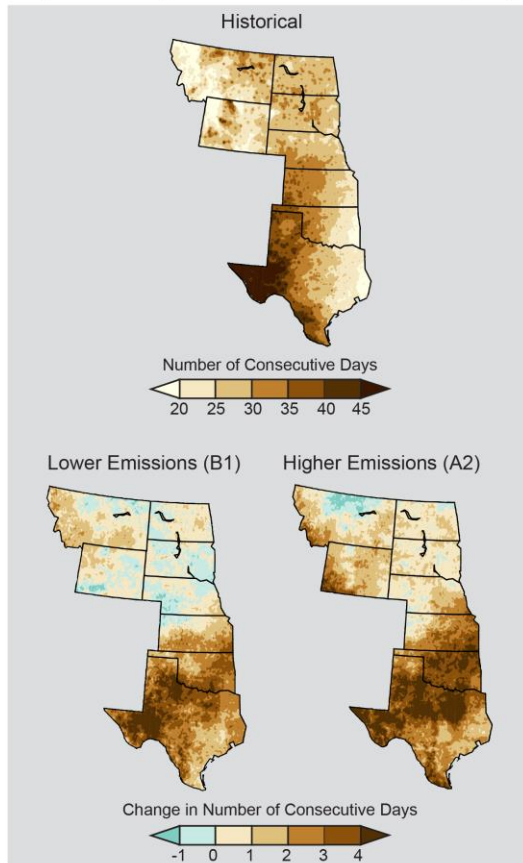 Historical
Number of Consecutive Days
20 25 30 35 40 45
Lower Emissions (B1)
Higher Emissions (A2)
Change in Number of Consecutive Days
-1 0 1 2 3 4